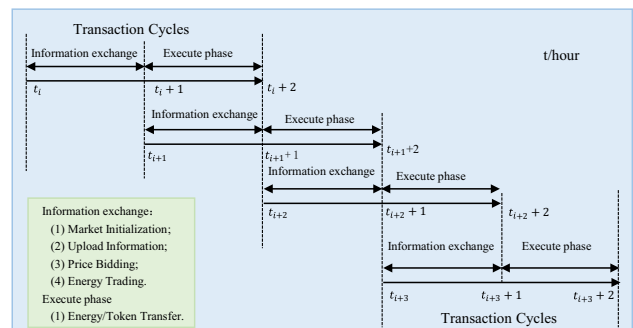 Transaction Cycles
Information exchange Execute phase
t/hour
t_i t_i + 1 t_i + 2
Information exchange Execute phase
t_{i+1} t_{i+1}+ 1 t_{i+1}+2
Information exchange Execute phase
t_{i+2} t_{i+2} + 1 t_{i+2} + 2
Information exchange：
(1) Market Initialization;
(2) Upload Information;
(3) Price Bidding;
(4) Energy Trading.
Execute phase
(1) Energy/Token Transfer.
Information exchange Execute phase
t_{i+3} t_{i+3} + 1 t_{i+3} + 2
Transaction Cycles